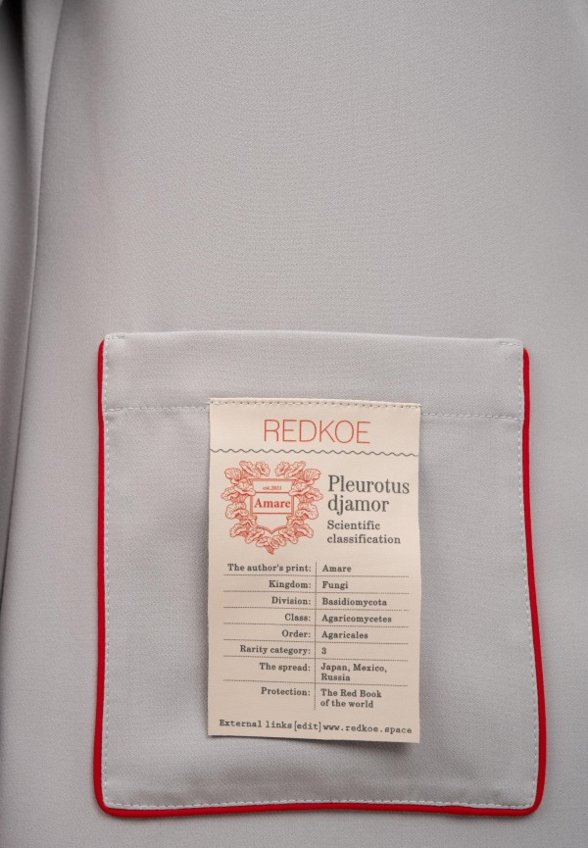 REDKOE
est.2021
Amare
Pleurotus
djamor
Scientific
classification
The author's print: Amare
Kingdom: Fungi
Division: Basidiomycota
Class: Agaricomycetes
Order: Agaricales
Rarity category: 3
The spread: Japan, Mexico,
Russia
Protection: The Red Book
of the world
External links[edit]www.redkoe.space